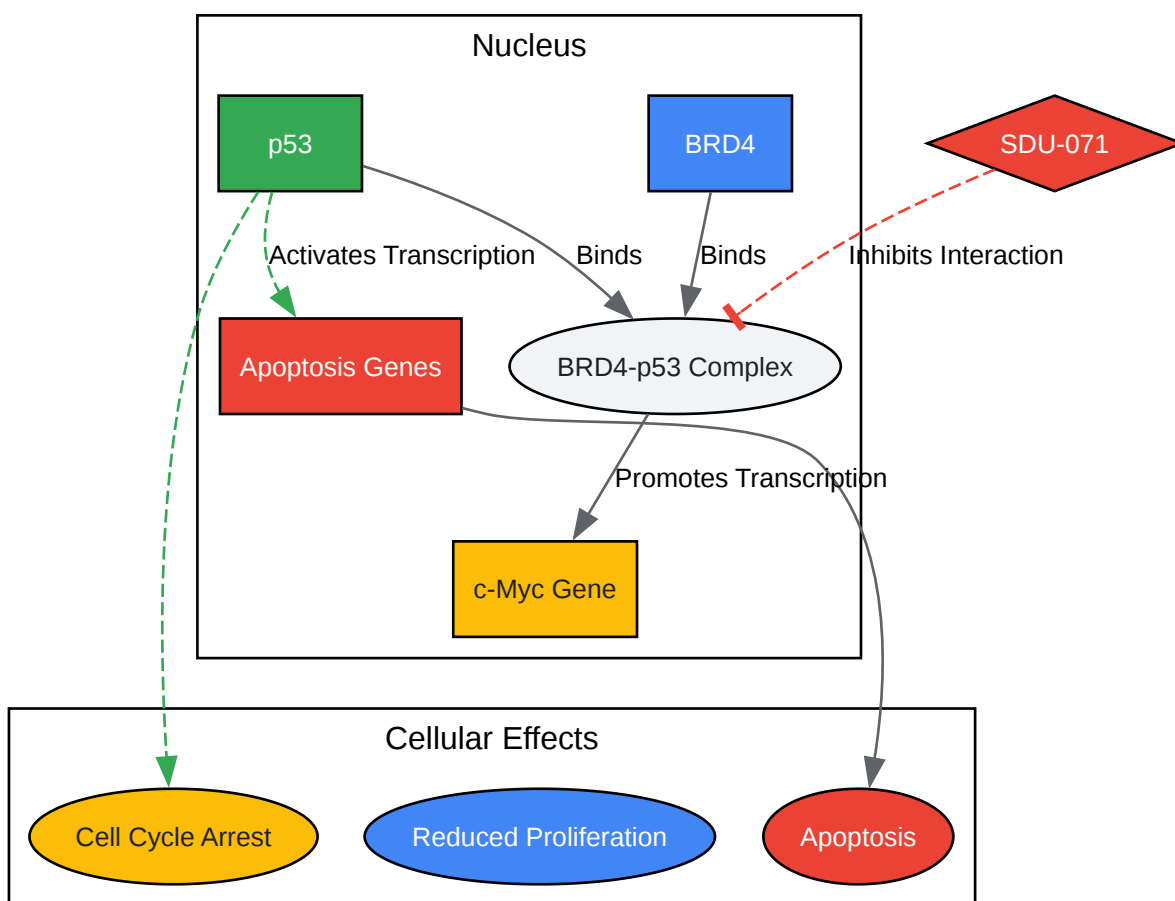 Nucleus
p53
BRD4
SDU-071
Activates Transcription
Binds
Binds
Inhibits Interaction
Apoptosis Genes
BRD4-p53 Complex
Promotes Transcription
c-Myc Gene
Cellular Effects
Cell Cycle Arrest
Reduced Proliferation
Apoptosis